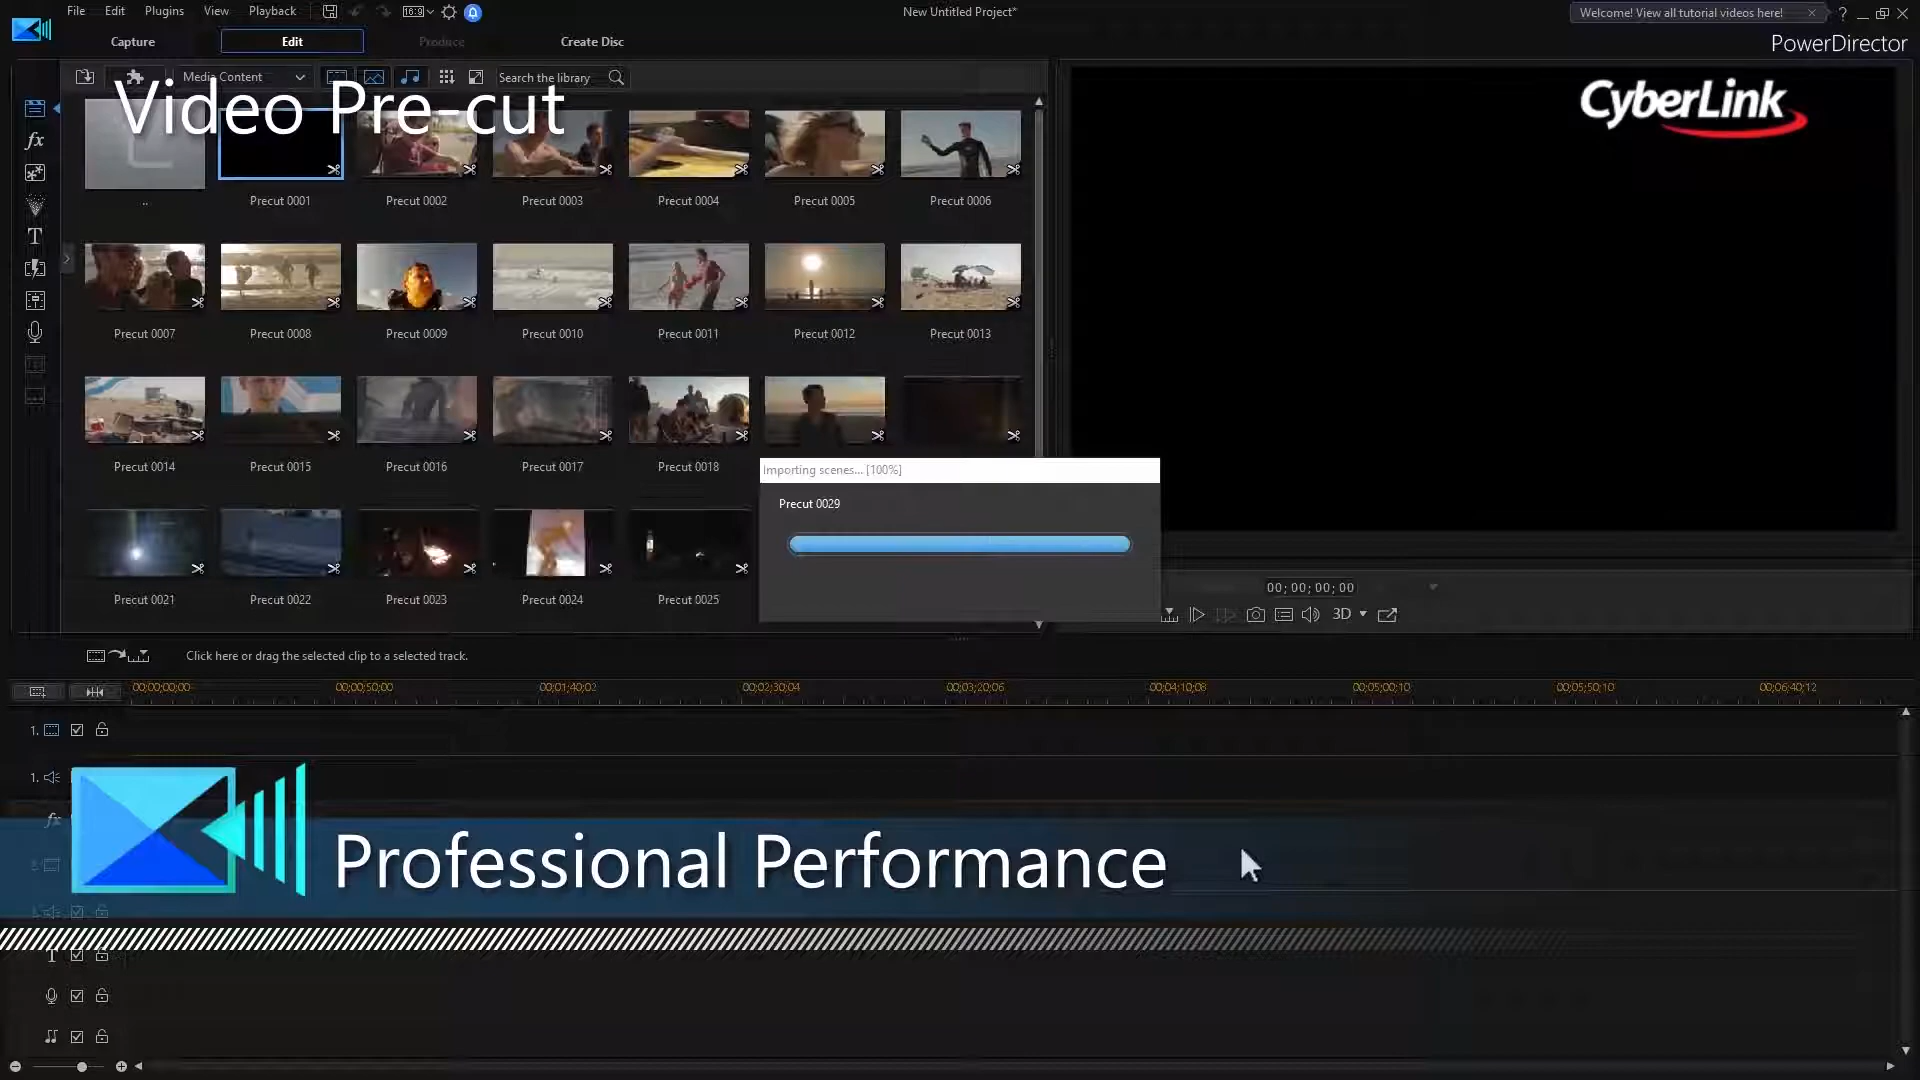 File Edit Plugins View Playback 16:9 New Untitled Project* Welcome! View all tutorial videos here! ?
Capture Edit Produce Create Disc PowerDirector
Media Content Search the library
Video Pre-cut
CyberLink
.. Precut 0001 Precut 0002 Precut 0003 Precut 0004 Precut 0005 Precut 0006
fx
T
Precut 0007 Precut 0008 Precut 0009 Precut 0010 Precut 0011 Precut 0012 Precut 0013
Precut 0014 Precut 0015 Precut 0016 Precut 0017 Precut 0018
Importing scenes... [100%]
Precut 0029
Precut 0021 Precut 0022 Precut 0023 Precut 0024 Precut 0025
00; 00; 00; 00
3D
Click here or drag the selected clip to a selected track.
00;00;00;00 00;00;50;00 00;01;40;02 00;02;30;04 00;03;20;06 00;04;10;08 00;05;00;10 00;05;50;10 00;06;40;12
1.
1.
fx
Professional Performance
T